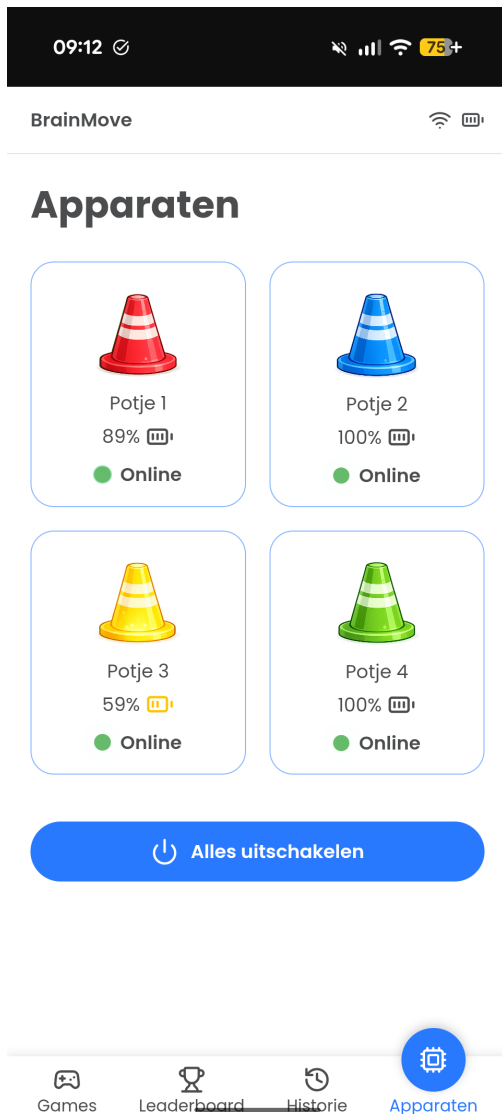 09:12
75+
BrainMove
Apparaten
Potje 1
89%
Online
Potje 2
100%
Online
Potje 3
59%
Online
Potje 4
100%
Online
Alles uitschakelen
Games
Leaderboard
Historie
Apparaten